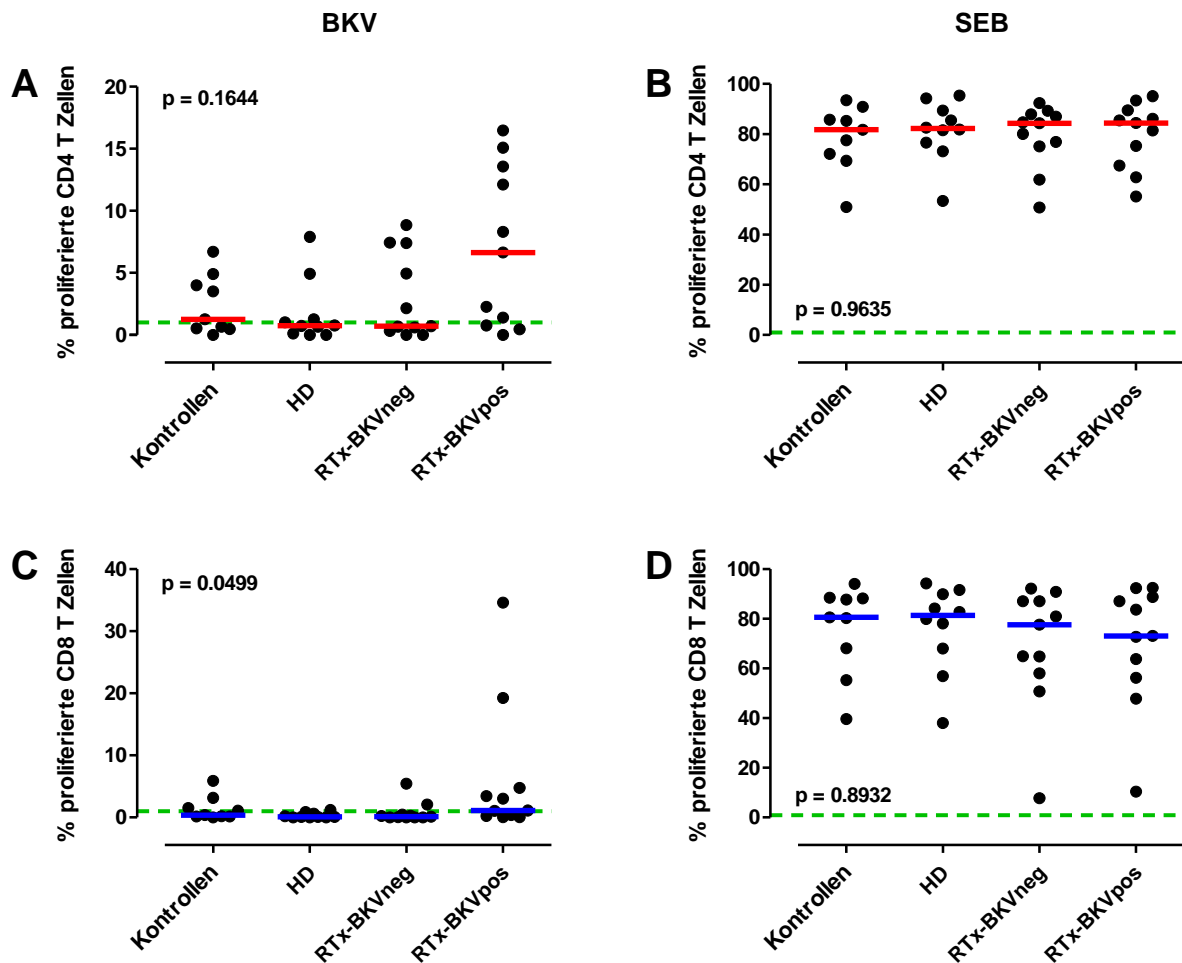 BKV
SEB
A
% proliferierte CD4 T Zellen
20
15
10
5
0
p = 0.1644
Kontrollen
HD
RTx-BKVneg
RTx-BKVpos
B
% proliferierte CD4 T Zellen
100
80
60
40
20
0
p = 0.9635
Kontrollen
HD
RTx-BKVneg
RTx-BKVpos
C
% proliferierte CD8 T Zellen
40
30
20
10
0
p = 0.0499
Kontrollen
HD
RTx-BKVneg
RTx-BKVpos
D
% proliferierte CD8 T Zellen
100
80
60
40
20
0
p = 0.8932
Kontrollen
HD
RTx-BKVneg
RTx-BKVpos